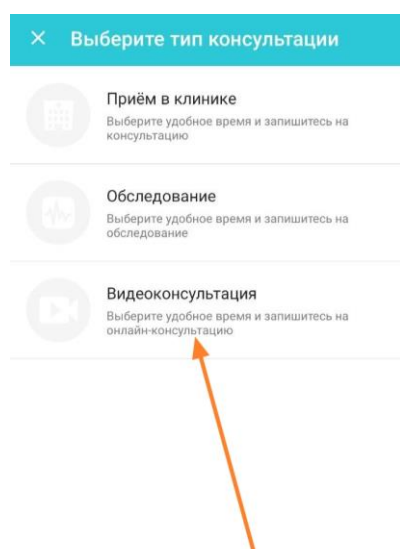 × Выберите тип консультации
Приём в клинике
Выберите удобное время и запишитесь на
консультацию
Обследование
Выберите удобное время и запишитесь на
обследование
Видеоконсультация
Выберите удобное время и запишитесь на
онлайн-консультацию